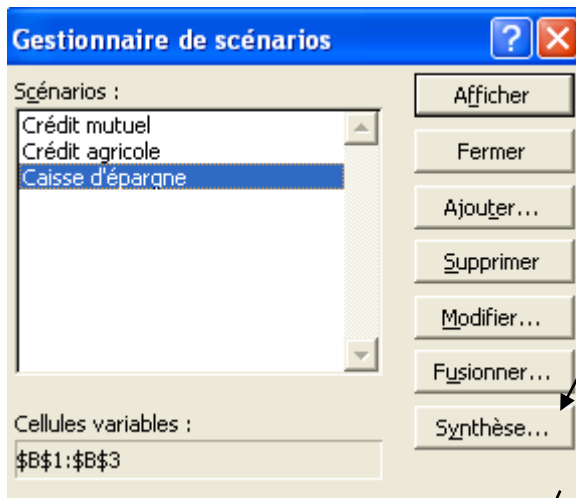 Gestionnaire de scénarios
Scénarios :
Crédit mutuel
Crédit agricole
Caisse d'épargne
Afficher
Fermer
Ajouter...
Supprimer
Modifier...
Fusionner...
Synthèse...
Cellules variables :
$B$1:$B$3